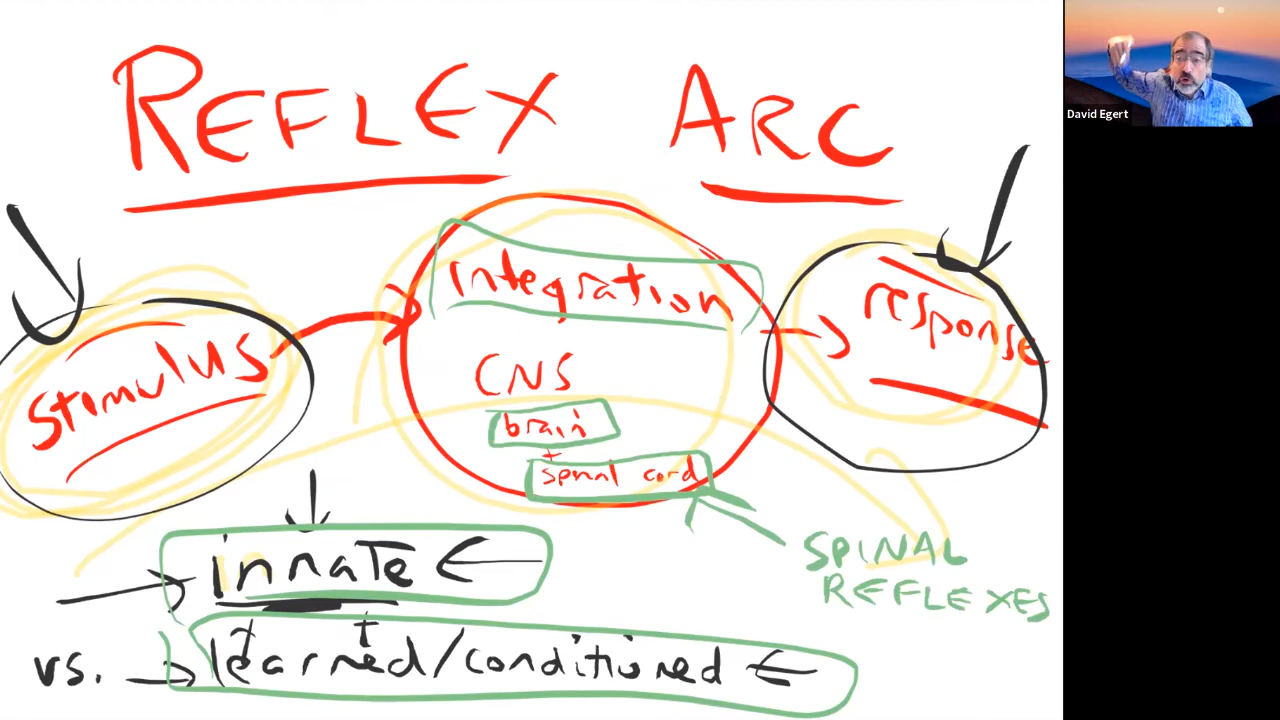 REFLEX ARC
David Egert
stimulus
integration
response
CNS
brain
+
spinal cord
SPINAL
REFLEXES
innate
vs. learned/conditioned